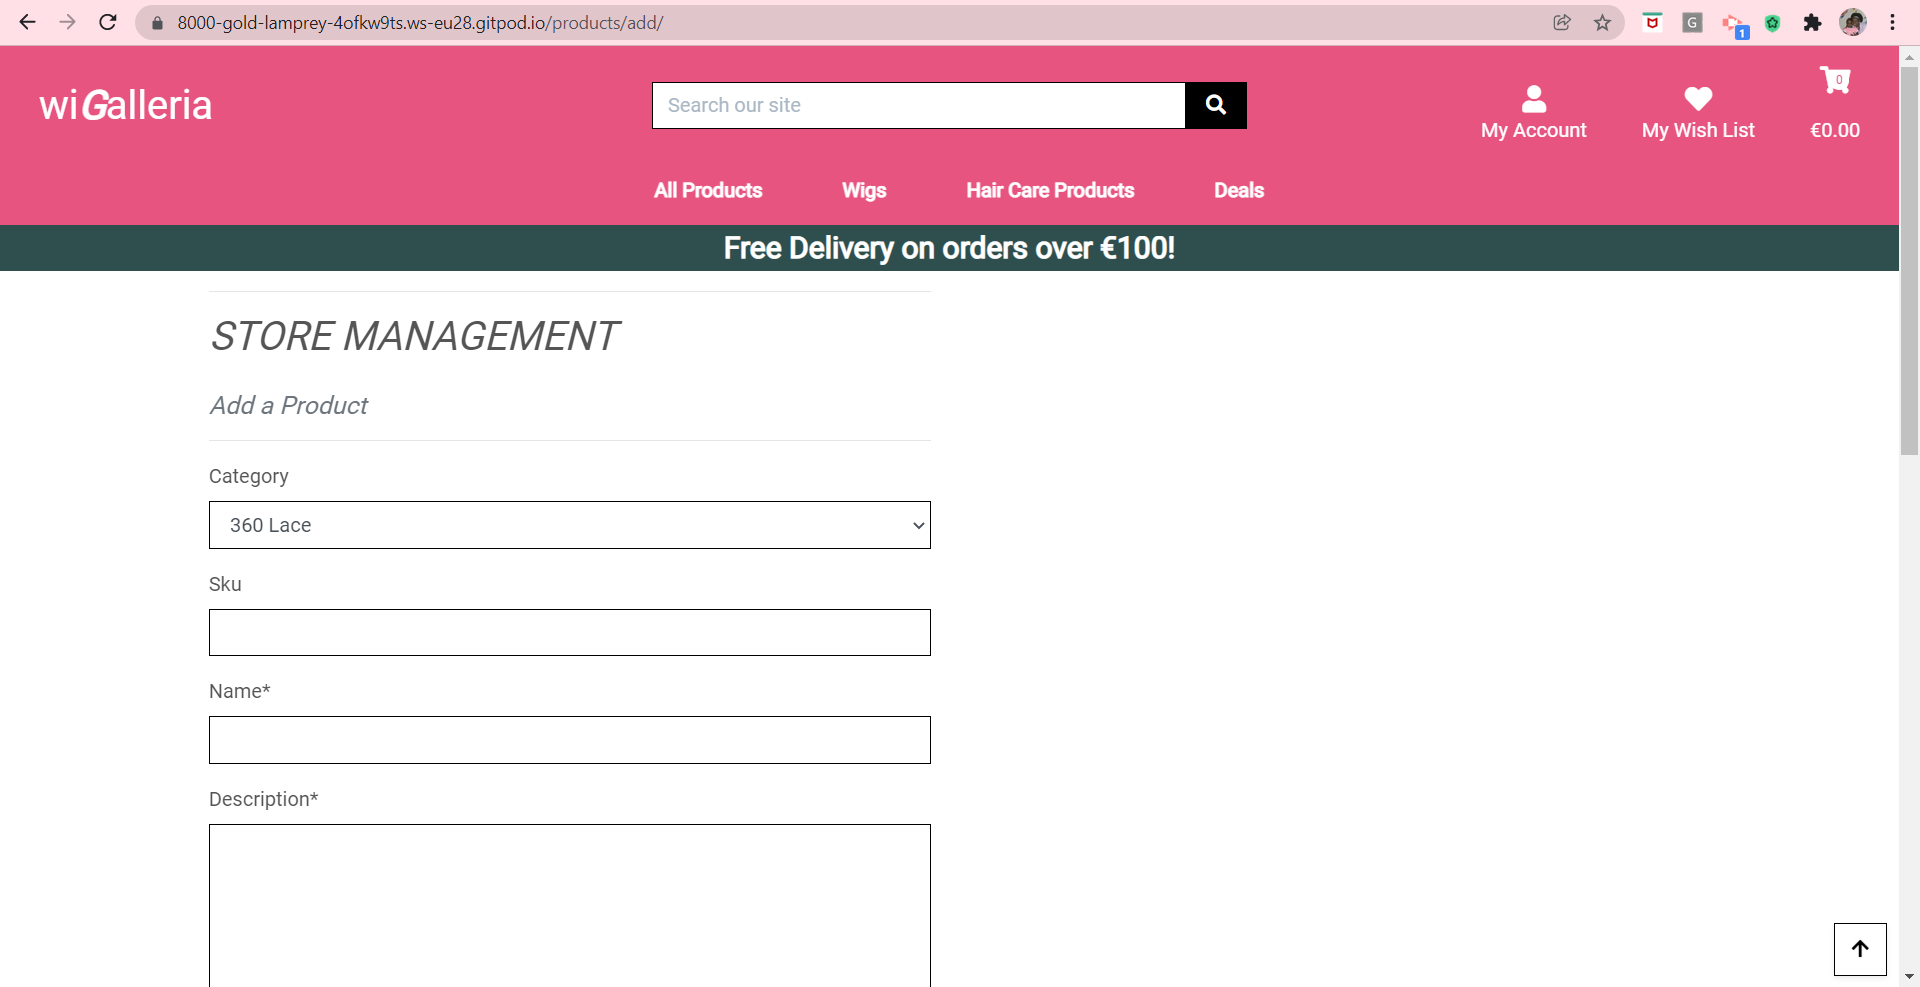 8000-gold-lamprey-4ofkw9ts.ws-eu28.gitpod.io/products/add/
G
1
wiGalleria
Search our site
My Account
My Wish List
0
€0.00
All Products
Wigs
Hair Care Products
Deals
Free Delivery on orders over €100!
STORE MANAGEMENT
Add a Product
Category
360 Lace
Sku
Name*
Description*